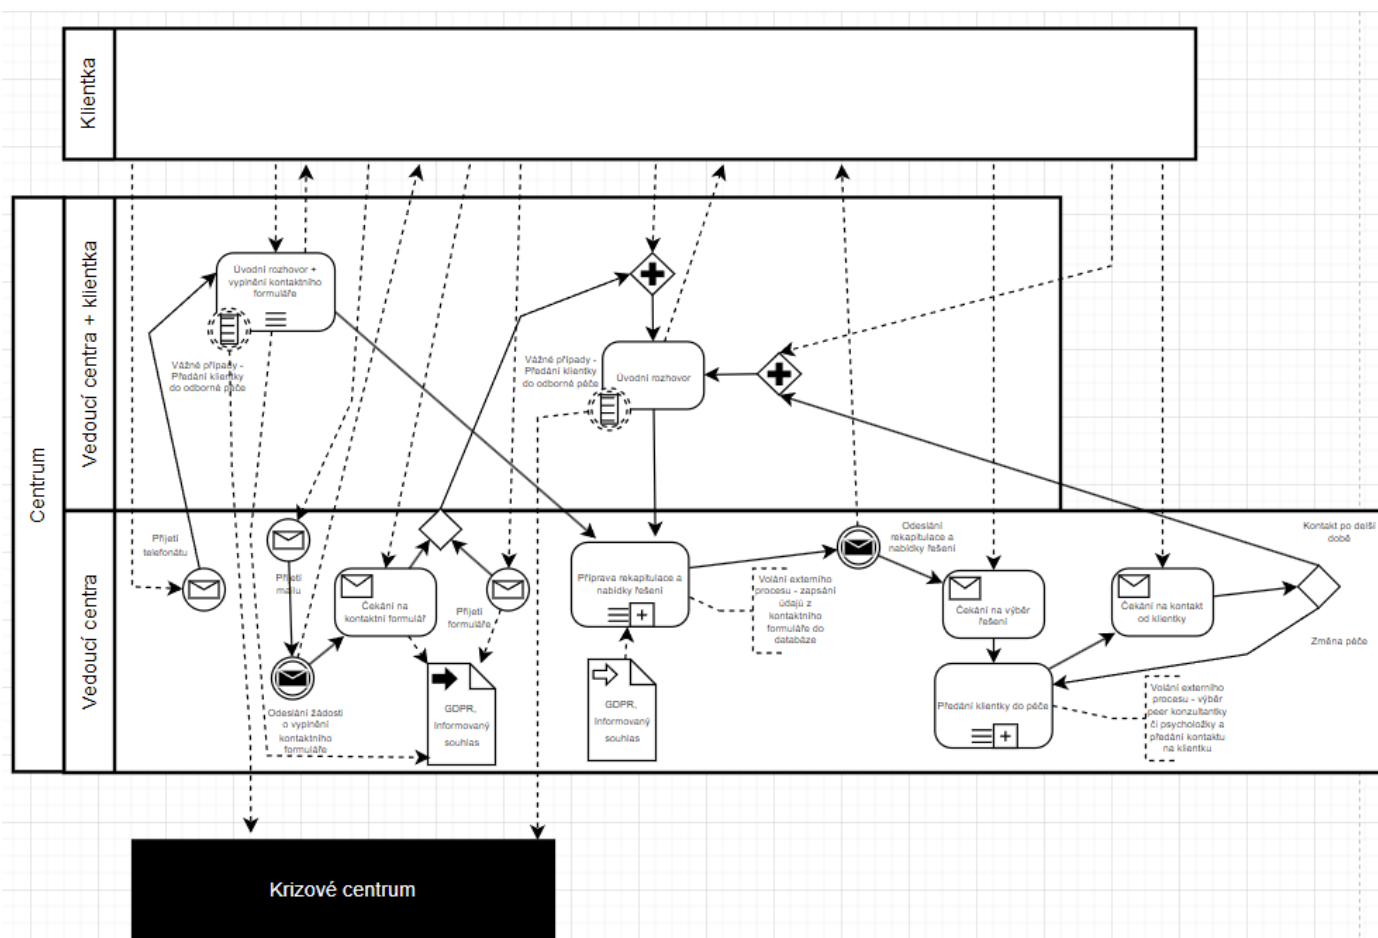 Klientka
Centrum
Vedoucí centra + klientka
Úvodní rozhovor +
vyplnění kontaktního
formuláře
Vážné případy -
Předání klientky
do odborné péče
Vážné případy -
Předání klientky
do odborné péče
Úvodní rozhovor
Vedoucí centra
Přijetí
telefonátu
Přijetí
mailu
Odeslání žádosti
o vyplnění
kontaktního
formuláře
Čekání na
kontaktní formulář
Přijetí
formuláře
GDPR,
Informovaný
souhlas
Příprava rekapitulace a
nabídky řešení
GDPR,
Informovaný
souhlas
Volání externího
procesu - zapsání
údajů z
kontaktního
formuláře do
databáze
Odeslání
rekapitulace a
nabídky řešení
Čekání na výběr
řešení
Předání klientky do péče
Čekání na kontakt
od klientky
Volání externího
procesu - výběr
peer konzultantky
či psycholožky a
předání kontaktu
na klientku
Kontakt po delší
době
Změna péče
Krizové centrum